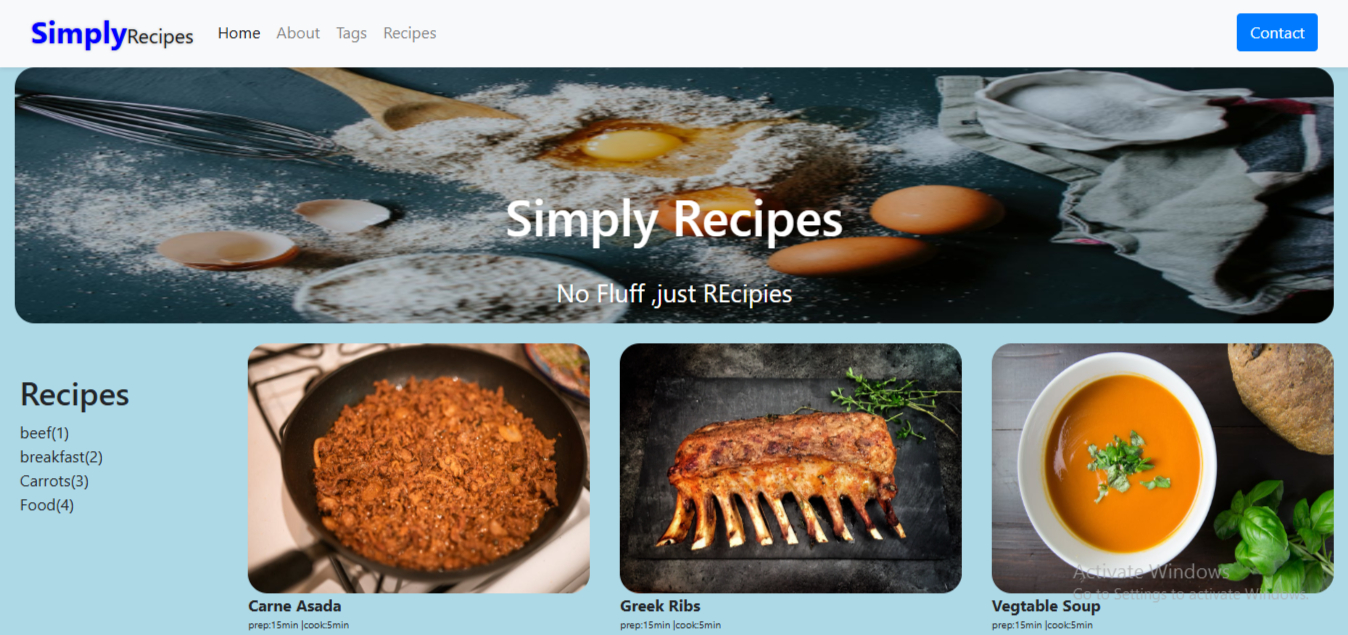 SimplyRecipes Home About Tags Recipes Contact
Simply Recipes
No Fluff ,just REcipies
Recipes
beef(1)
breakfast(2)
Carrots(3)
Food(4)
Carne Asada
prep:15min |cook:5min
Greek Ribs
prep:15min |cook:5min
Vegtable Soup
prep:15min |cook:5min
Activate Windows
Go to Settings to activate Windows.